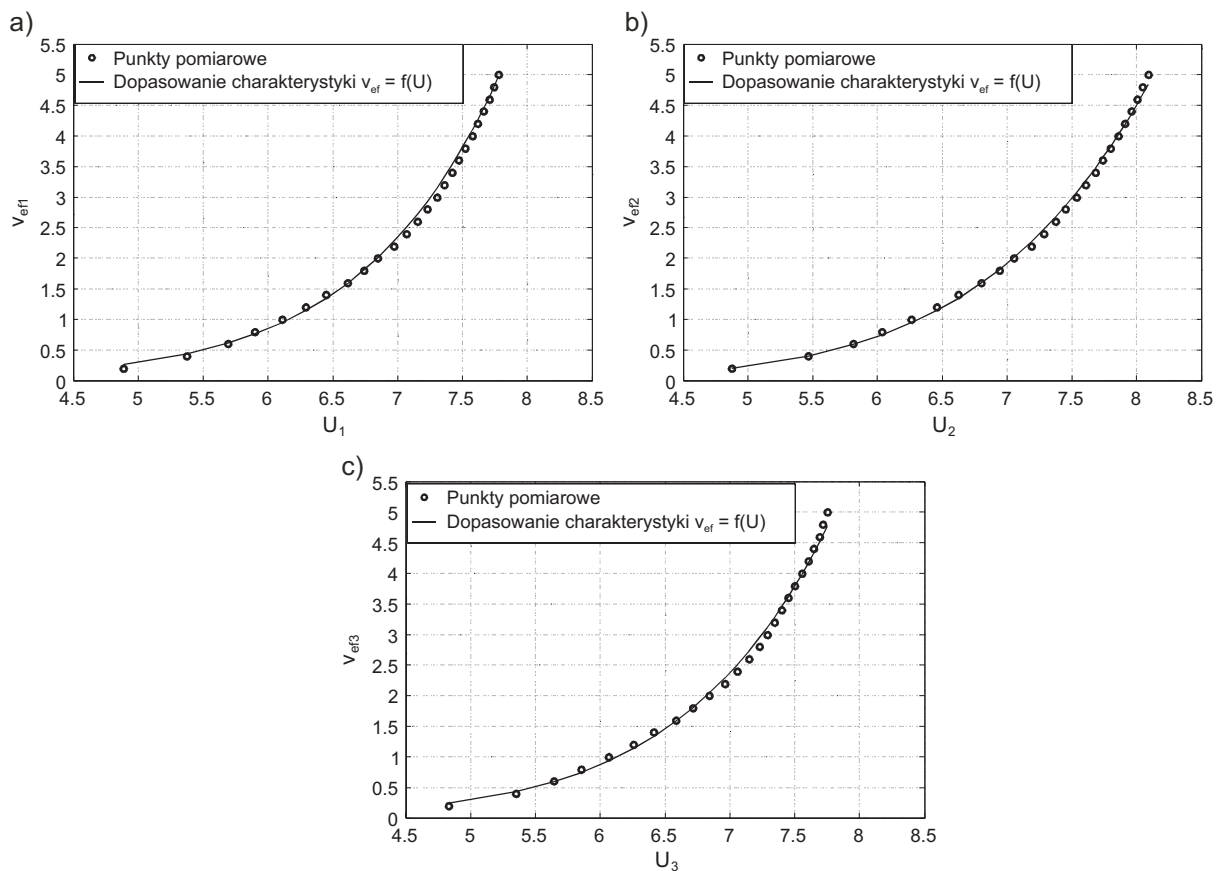 a)
5.5
5
4.5
4
3.5
3
2.5
2
1.5
1
0.5
0
v_ef1
Punkty pomiarowe
Dopasowanie charakterystyki v_ef = f(U)
4.5 5 5.5 6 6.5 7 7.5 8 8.5
U_1
b)
5.5
5
4.5
4
3.5
3
2.5
2
1.5
1
0.5
0
v_ef2
Punkty pomiarowe
Dopasowanie charakterystyki v_ef = f(U)
4.5 5 5.5 6 6.5 7 7.5 8 8.5
U_2
c)
5.5
5
4.5
4
3.5
3
2.5
2
1.5
1
0.5
0
v_ef3
Punkty pomiarowe
Dopasowanie charakterystyki v_ef = f(U)
4.5 5 5.5 6 6.5 7 7.5 8 8.5
U_3